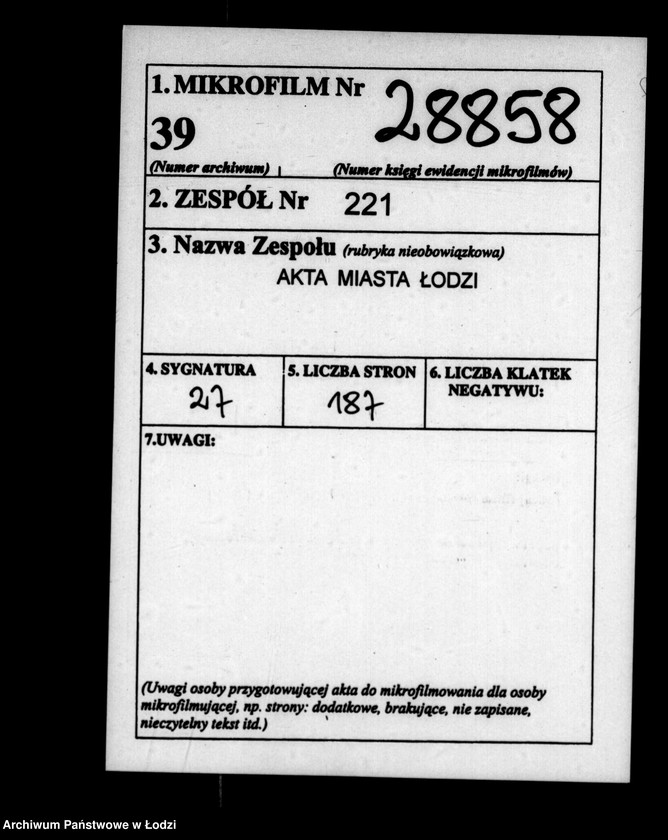 1. MIKROFILM Nr 28858
39
(Numer archiwum) (Numer księgi ewidencji mikrofilmów)
2. ZESPÓŁ Nr 221
3. Nazwa Zespołu (rubryka nieobowiązkowa)
AKTA MIASTA ŁODZI
4. SYGNATURA
27
5. LICZBA STRON
187
6. LICZBA KLATEK
NEGATYWU:
7.UWAGI:
(Uwagi osoby przygotowującej akta do mikrofilmowania dla osoby
mikrofilmującej, np. strony: dodatkowe, brakujące, nie zapisane,
nieczytelny tekst itd.)
Archiwum Państwowe w Łodzi